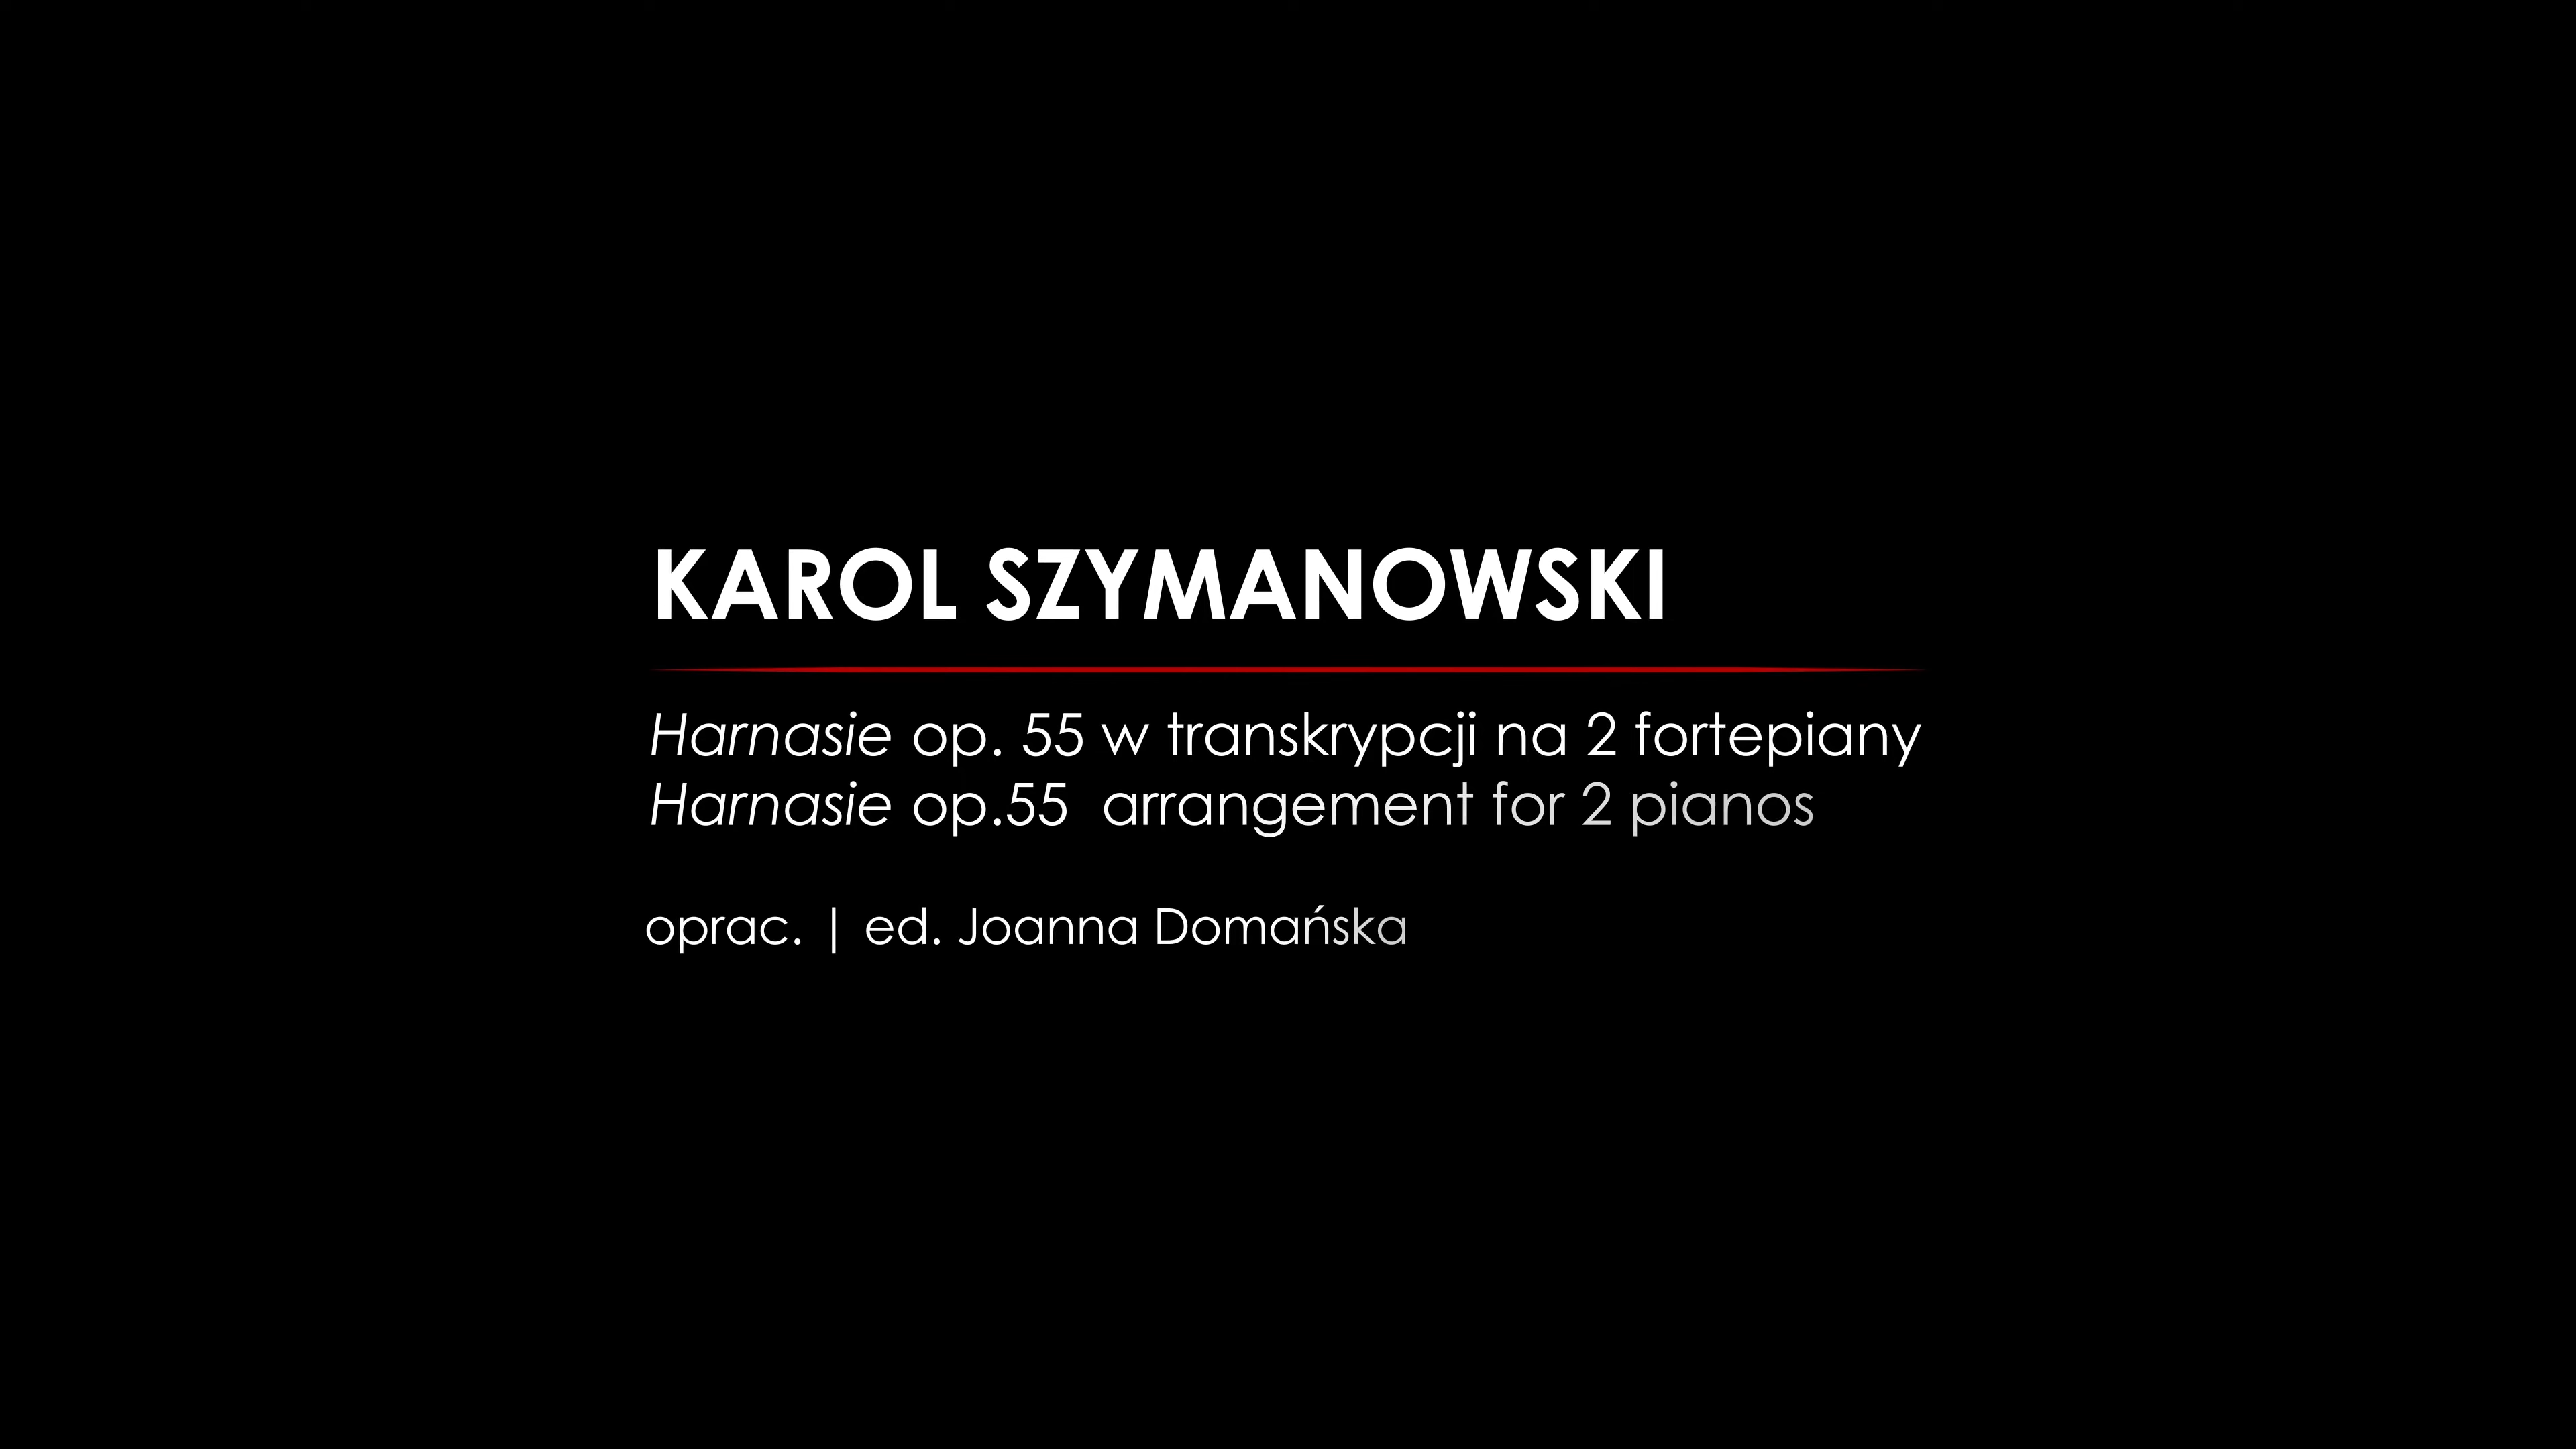 KAROL SZYMANOWSKI
Harnasie op. 55 w transkrypcji na 2 fortepiany
Harnasie op.55  arrangement for 2 pianos
oprac. | ed. Joanna Domańska